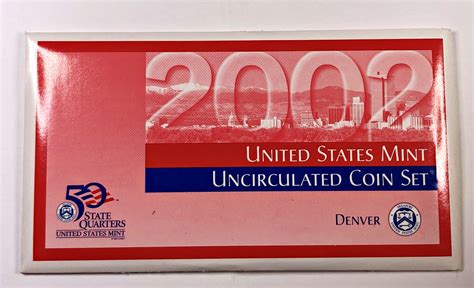 2002
UNITED STATES MINT
UNCIRCULATED COIN SET
50
STATE
QUARTERS
UNITED STATES MINT
DENVER